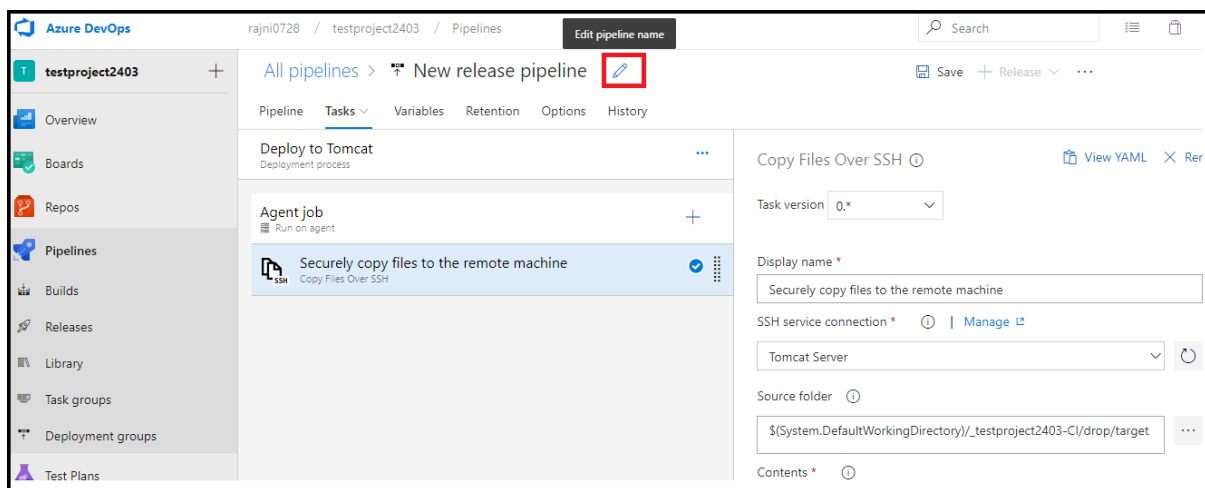 Azure DevOps
rajni0728 / testproject2403 / Pipelines
Edit pipeline name
Search
T testproject2403
All pipelines > New release pipeline
Save
Release
...
Pipeline Tasks Variables Retention Options History
Overview
Boards
Repos
Pipelines
Builds
Releases
Library
Task groups
Deployment groups
Test Plans
Deploy to Tomcat
...
Deployment process
Agent job
Run on agent
Securely copy files to the remote machine
SSH
Copy Files Over SSH
Copy Files Over SSH
View YAML
Rer
Task version 0.*
Display name *
Securely copy files to the remote machine
SSH service connection * | Manage
Tomcat Server
Source folder
$(System.DefaultWorkingDirectory)/_testproject2403-CI/drop/target
...
Contents *